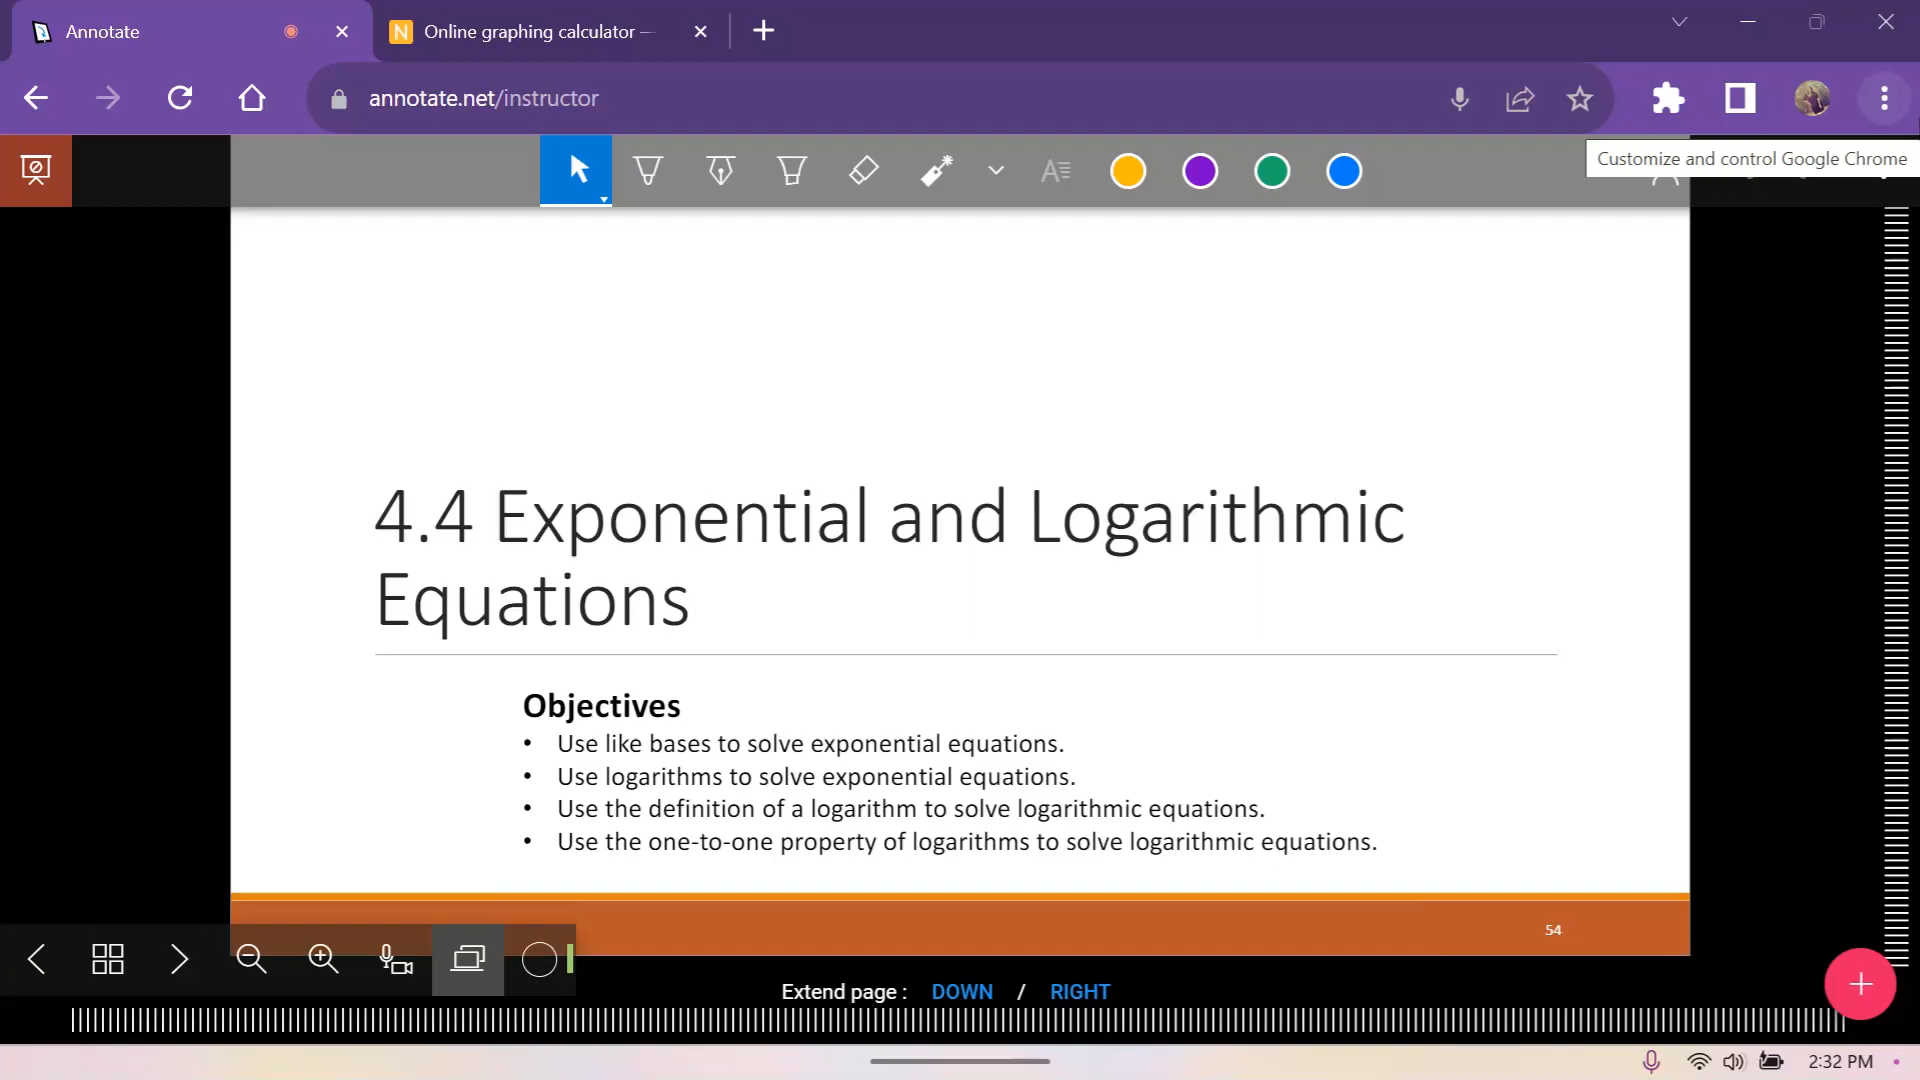 Annotate
N Online graphing calculator —
annotate.net/instructor
Customize and control Google Chrome
4.4 Exponential and Logarithmic
Equations
Objectives
• Use like bases to solve exponential equations.
• Use logarithms to solve exponential equations.
• Use the definition of a logarithm to solve logarithmic equations.
• Use the one-to-one property of logarithms to solve logarithmic equations.
54
Extend page : DOWN / RIGHT
2:32 PM